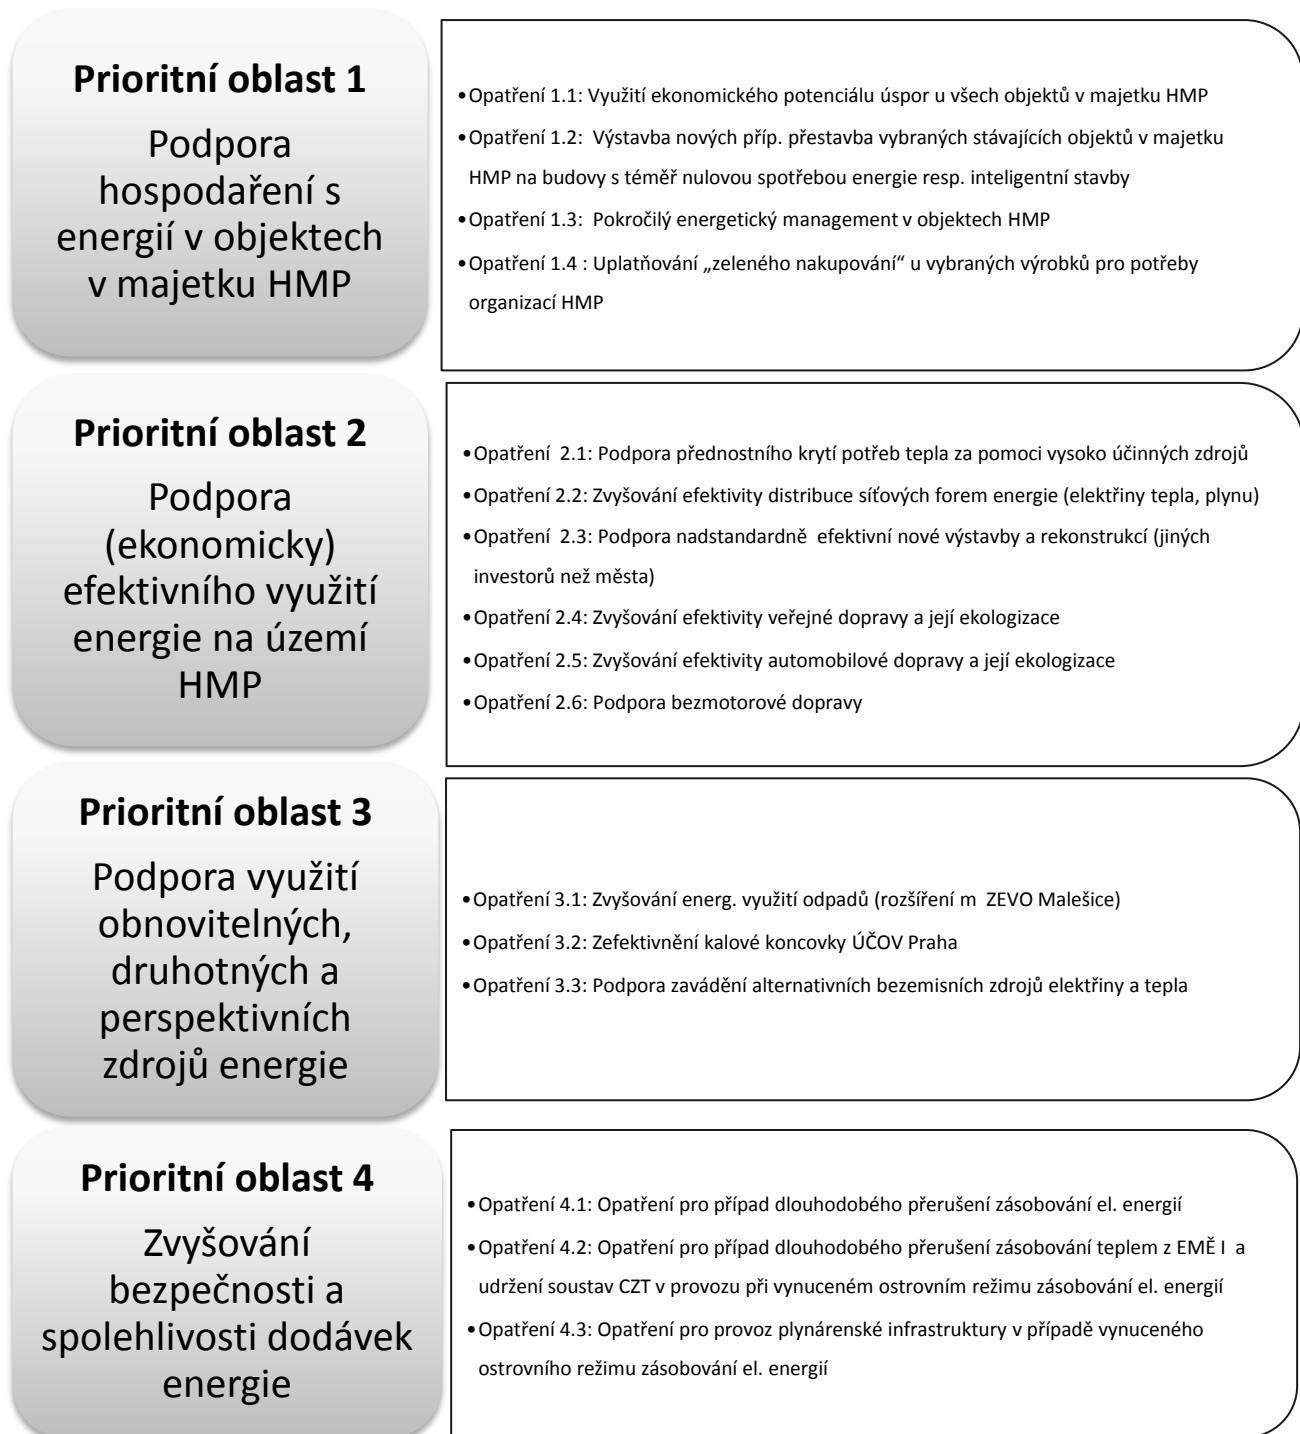 Prioritní oblast 1
Podpora
hospodaření s
energií v objektech
v majetku HMP
•Opatření 1.1: Využití ekonomického potenciálu úspor u všech objektů v majetku HMP
•Opatření 1.2:  Výstavba nových příp. přestavba vybraných stávajících objektů v majetku
HMP na budovy s téměř nulovou spotřebou energie resp. inteligentní stavby
•Opatření 1.3:  Pokročilý energetický management v objektech HMP
•Opatření 1.4 : Uplatňování „zeleného nakupování“ u vybraných výrobků pro potřeby
organizací HMP
Prioritní oblast 2
Podpora
(ekonomicky)
efektivního využití
energie na území
HMP
•Opatření  2.1: Podpora přednostního krytí potřeb tepla za pomoci vysoko účinných zdrojů
•Opatření 2.2: Zvyšování efektivity distribuce síťových forem energie (elektřiny tepla, plynu)
•Opatření  2.3: Podpora nadstandardně  efektivní nové výstavby a rekonstrukcí (jiných
investorů než města)
•Opatření 2.4: Zvyšování efektivity veřejné dopravy a její ekologizace
•Opatření 2.5: Zvyšování efektivity automobilové dopravy a její ekologizace
•Opatření 2.6: Podpora bezmotorové dopravy
Prioritní oblast 3
Podpora využití
obnovitelných,
druhotných a
perspektivních
zdrojů energie
•Opatření 3.1: Zvyšování energ. využití odpadů (rozšíření m  ZEVO Malešice)
•Opatření 3.2: Zefektivnění kalové koncovky ÚČOV Praha
•Opatření 3.3: Podpora zavádění alternativních bezemisních zdrojů elektřiny a tepla
Prioritní oblast 4
Zvyšování
bezpečnosti a
spolehlivosti dodávek
energie
•Opatření 4.1: Opatření pro případ dlouhodobého přerušení zásobování el. energií
•Opatření 4.2: Opatření pro případ dlouhodobého přerušení zásobování teplem z EMĚ I  a
udržení soustav CZT v provozu při vynuceném ostrovním režimu zásobování el. energií
•Opatření 4.3: Opatření pro provoz plynárenské infrastruktury v případě vynuceného
ostrovního režimu zásobování el. energií